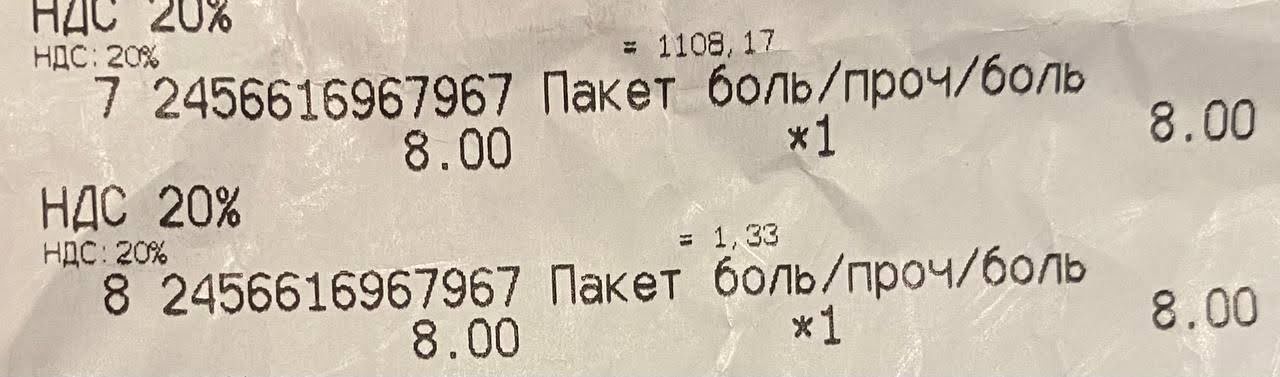 НДС 20%
НДС: 20% = 1108,17
7 2456616967967 Пакет боль/проч/боль
8.00 *1 8.00
НДС 20%
НДС: 20% = 1,33
8 2456616967967 Пакет боль/проч/боль
8.00 *1 8.00